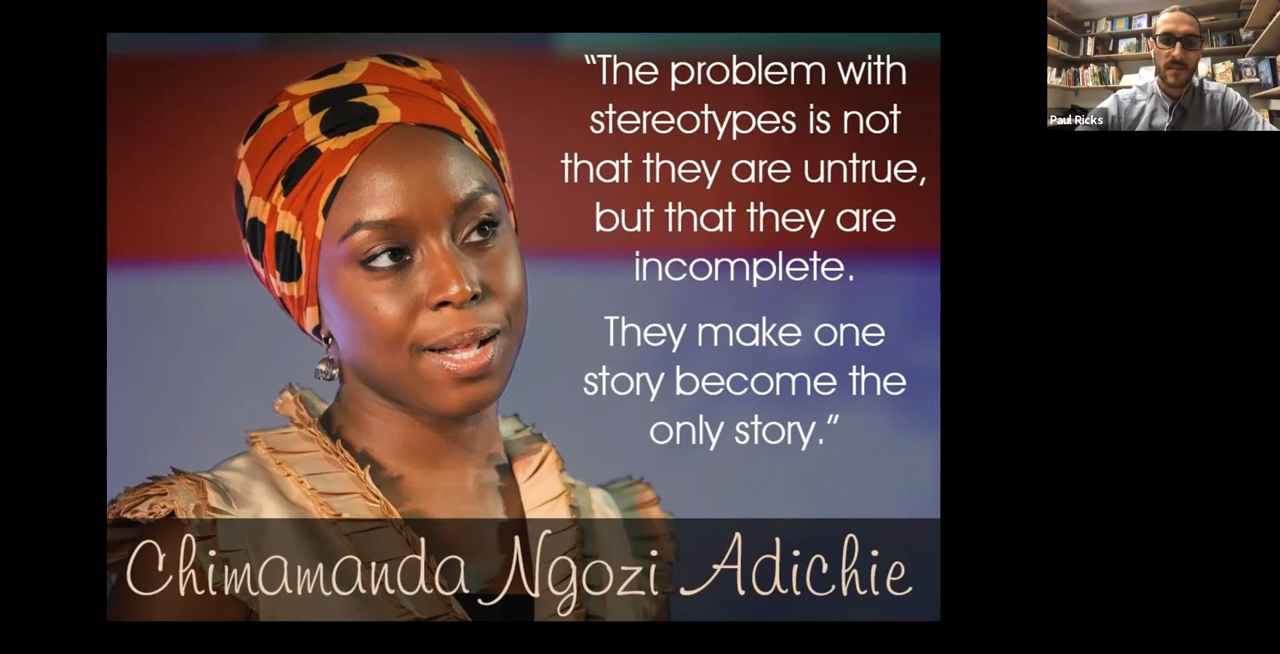 “The problem with
stereotypes is not
that they are untrue,
but that they are
incomplete.
They make one
story become the
only story.”
Chimamanda Ngozi Adichie
Paul Ricks